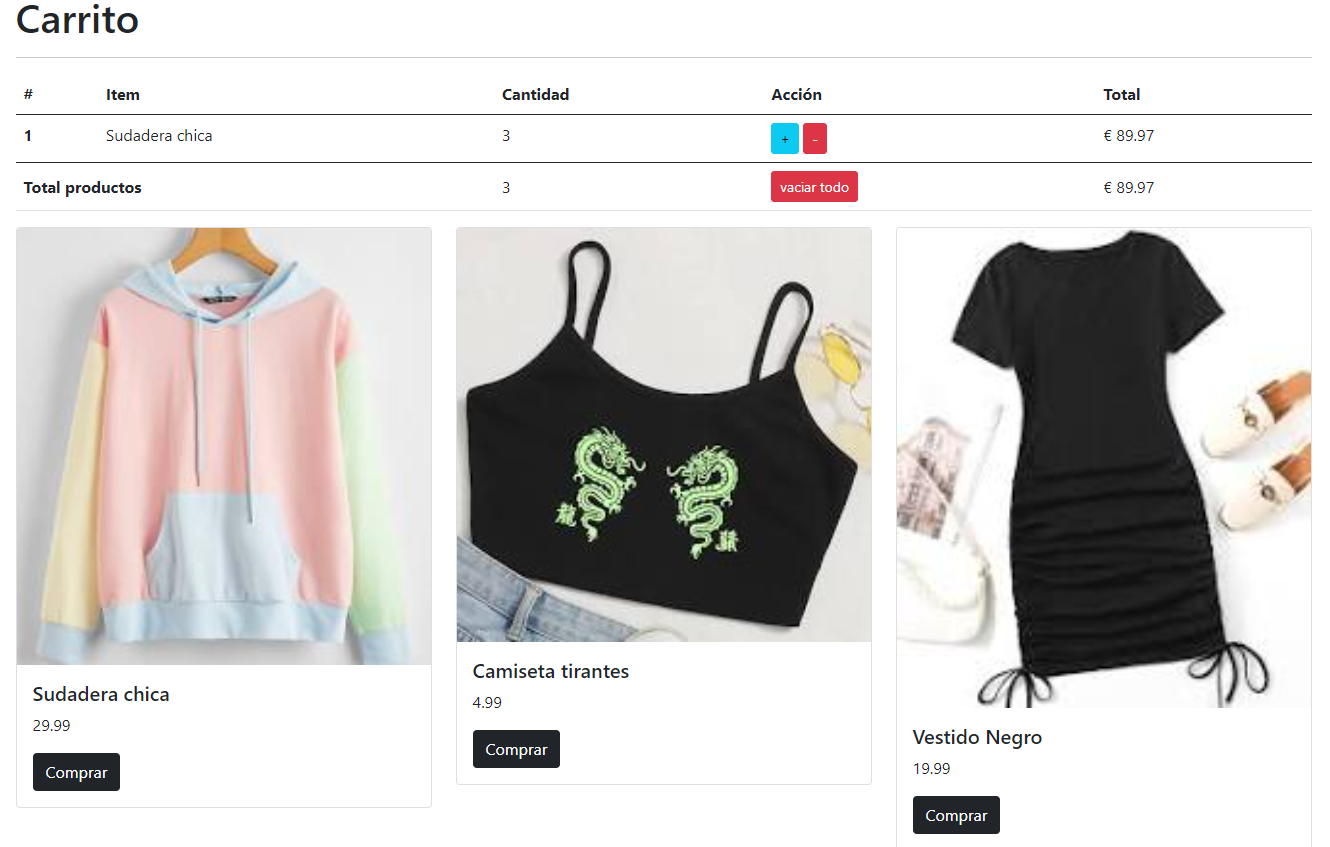 Carrito
# Item Cantidad Acción Total
1 Sudadera chica 3 + - € 89.97
Total productos 3 vaciar todo € 89.97
龍
Sudadera chica
29.99
Comprar
Camiseta tirantes
4.99
Comprar
Vestido Negro
19.99
Comprar